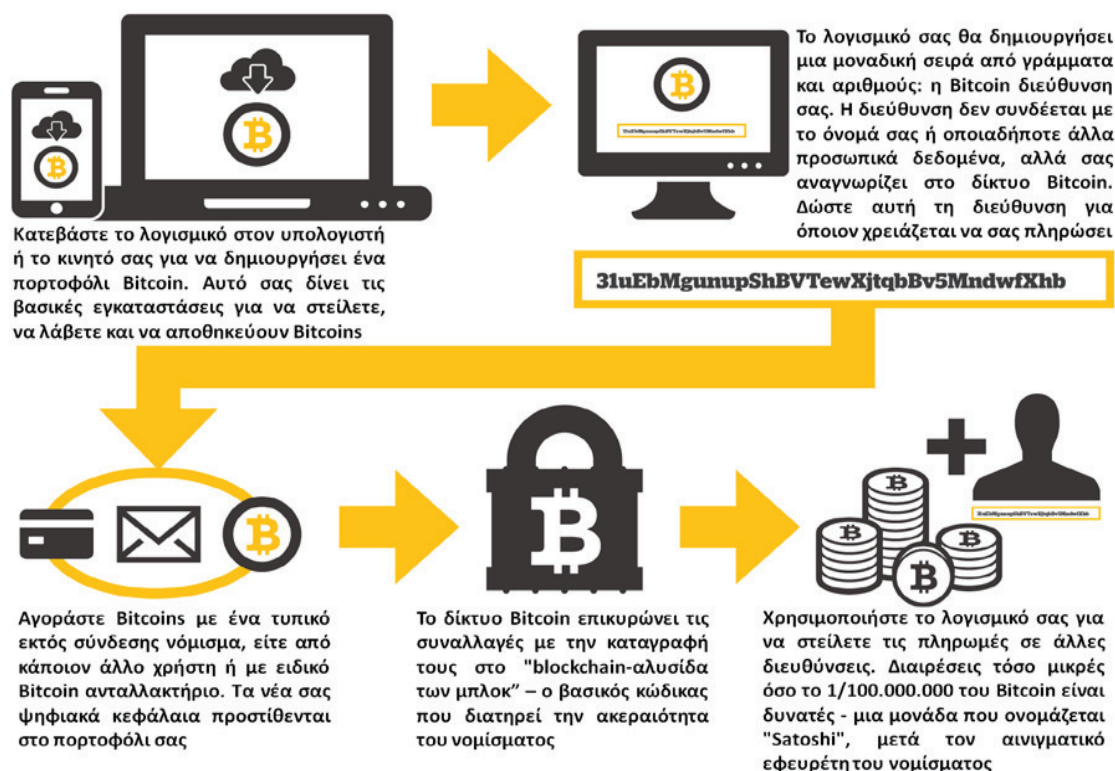 Κατεβάστε το λογισμικό στον υπολογιστή
ή το κινητό σας για να δημιουργήσει ένα
πορτοφόλι Bitcoin. Αυτό σας δίνει τις
βασικές εγκαταστάσεις για να στείλετε,
να λάβετε και να αποθηκεύουν Bitcoins
Το λογισμικό σας θα δημιουργήσει
μια μοναδική σειρά από γράμματα
και αριθμούς: η Bitcoin διεύθυνση
σας. Η διεύθυνση δεν συνδέεται με
το όνομά σας ή οποιαδήποτε άλλα
προσωπικά δεδομένα, αλλά σας
αναγνωρίζει στο δίκτυο Bitcoin.
Δώστε αυτή τη διεύθυνση για
όποιον χρειάζεται να σας πληρώσει
31uEbMgunupShBVTewXjtqbBv5MndwfXhb
31uEbMgunupShBVTewXjtqbBv5MndwfXhb
Αγοράστε Bitcoins με ένα τυπικό
εκτός σύνδεσης νόμισμα, είτε από
κάποιον άλλο χρήστη ή με ειδικό
Bitcoin ανταλλακτήριο. Τα νέα σας
ψηφιακά κεφάλαια προστίθενται
στο πορτοφόλι σας
Το δίκτυο Bitcoin επικυρώνει τις
συναλλαγές με την καταγραφή
τους στο "blockchain-αλυσίδα
των μπλοκ” – ο βασικός κώδικας
που διατηρεί την ακεραιότητα
του νομίσματος
31uEbMgunupShBVTewXjtqbBv5MndwfXhb
Χρησιμοποιήστε το λογισμικό σας για
να στείλετε τις πληρωμές σε άλλες
διευθύνσεις. Διαιρέσεις τόσο μικρές
όσο το 1/100.000.000 του Bitcoin είναι
δυνατές - μια μονάδα που ονομάζεται
"Satoshi", μετά τον αινιγματικό
εφευρέτη του νομίσματος